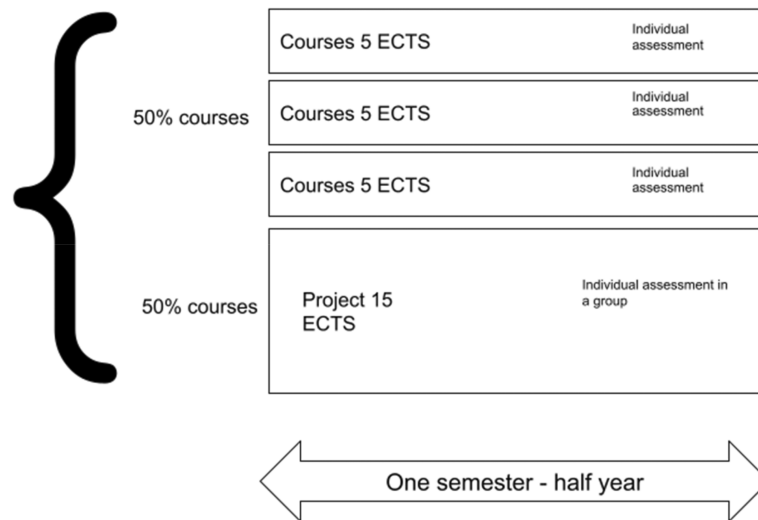 Courses 5 ECTS
Individual
assessment
50% courses
Courses 5 ECTS
Individual
assessment
Courses 5 ECTS
Individual
assessment
50% courses
Project 15
ECTS
Individual assessment in
a group
One semester - half year